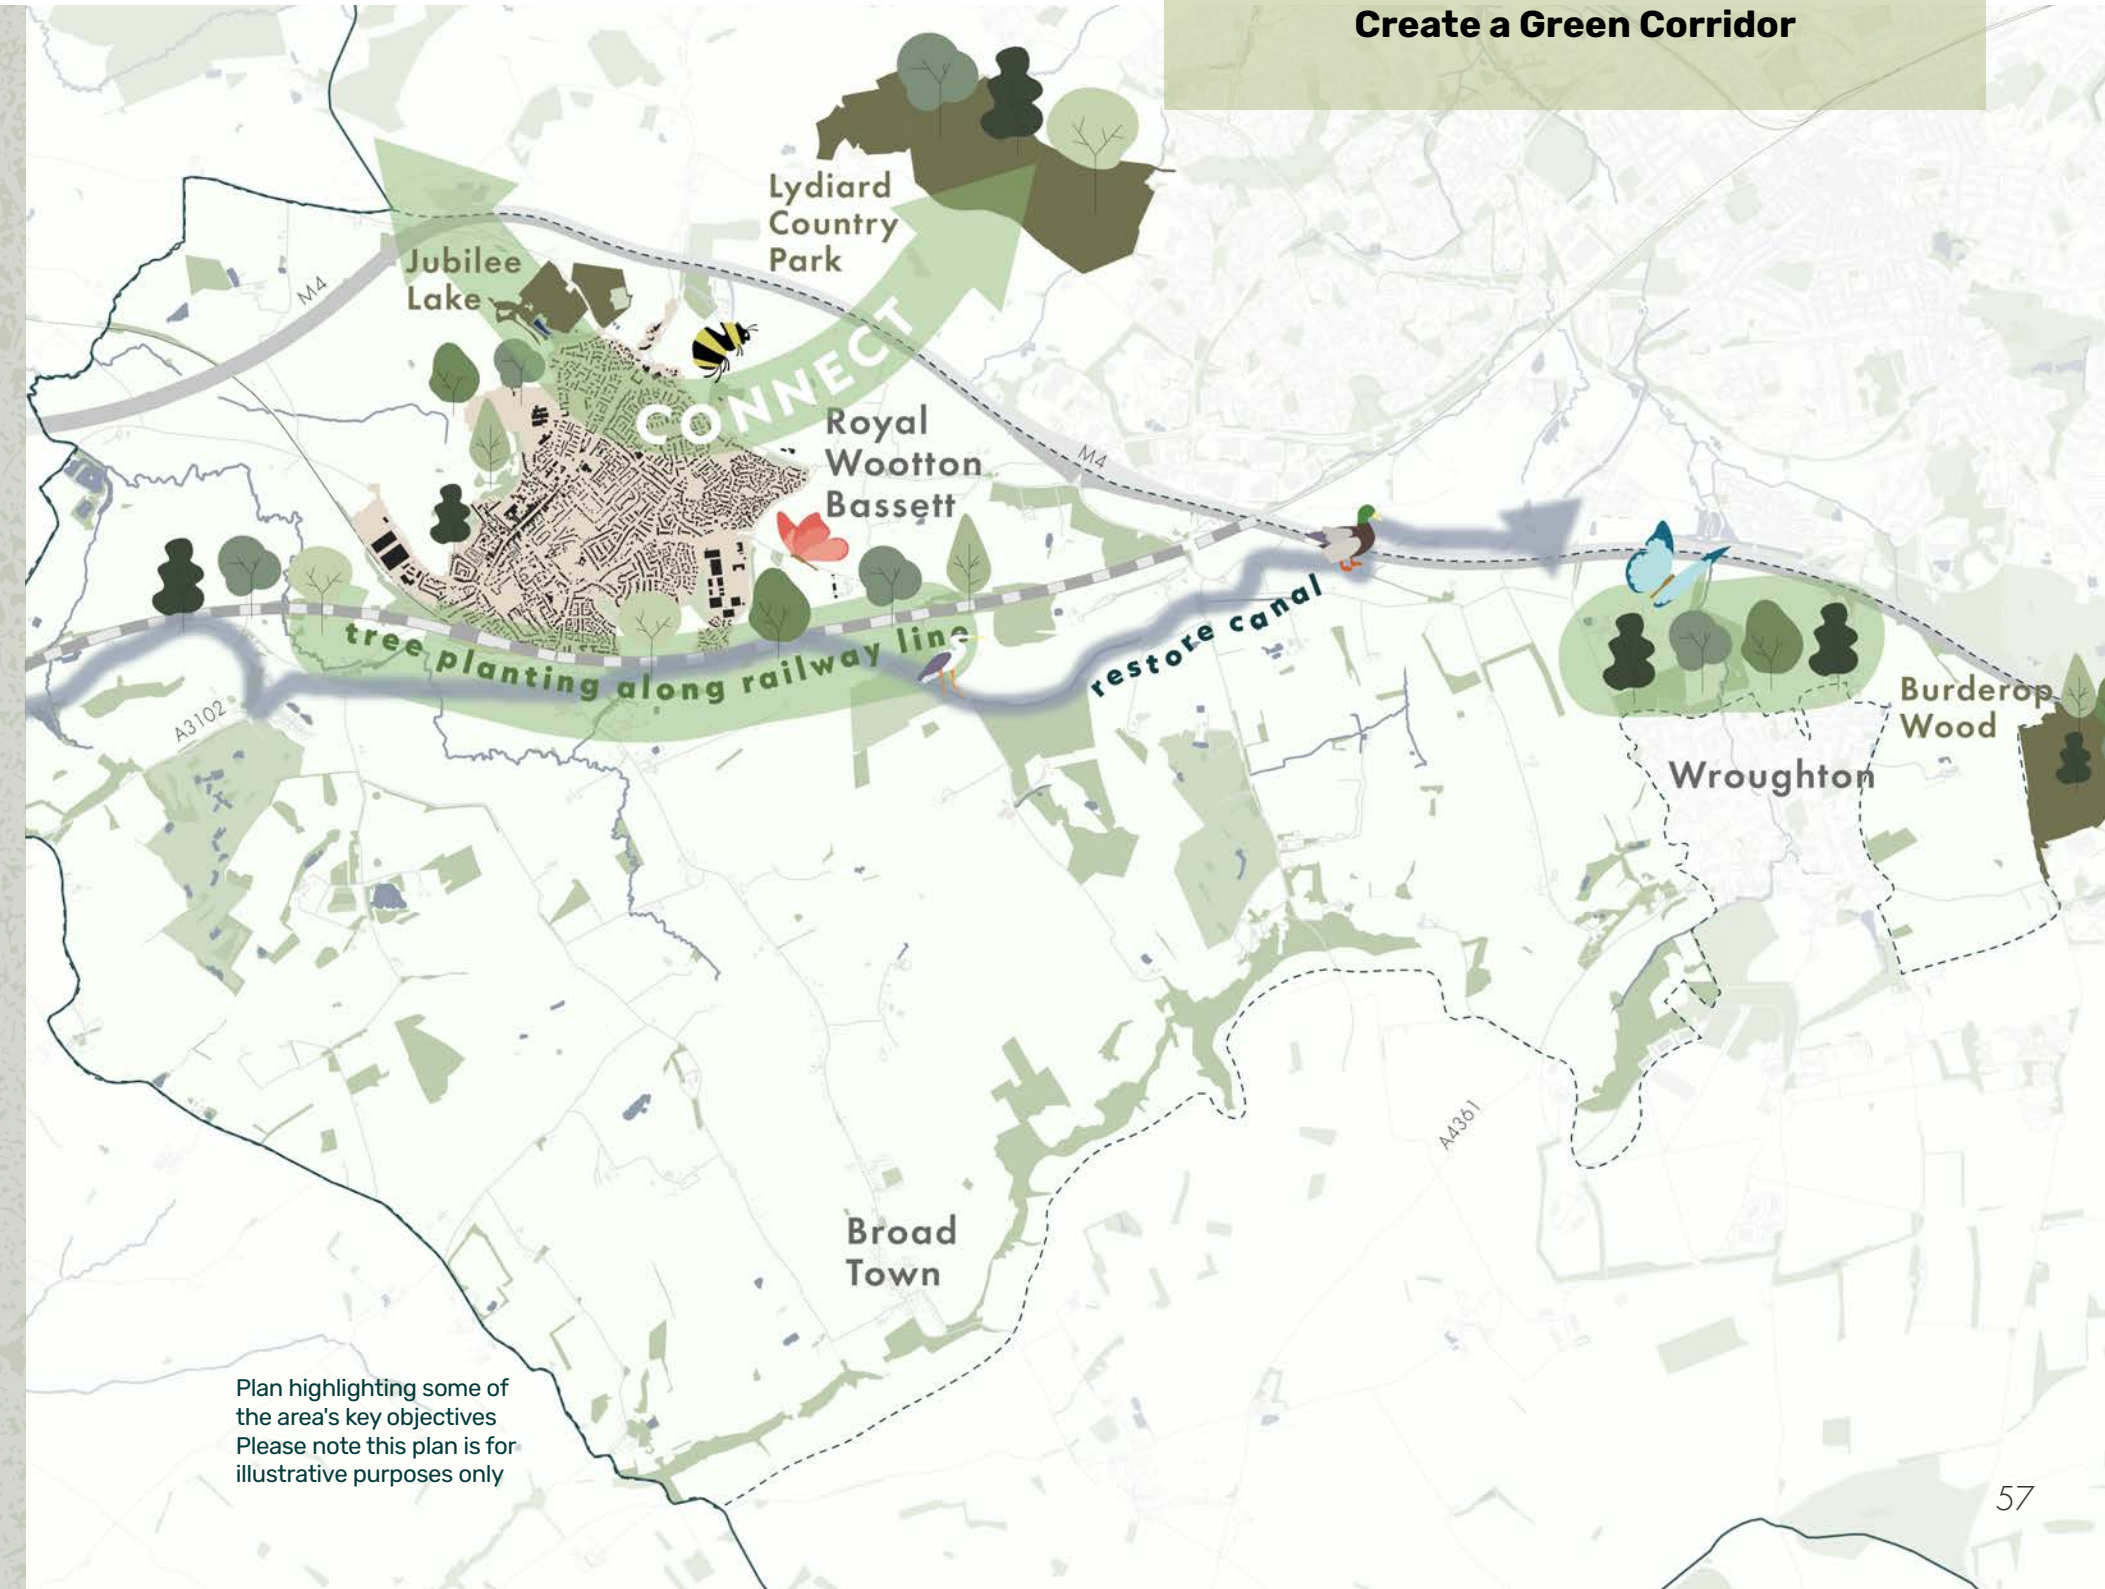 Create a Green Corridor
Lydiard
Country
Park
Jubilee
Lake
M4
CONNECT
Royal
Wootton
Bassett
M4
restore canal
tree planting along railway line
A3102
Burderop
Wood
Wroughton
A4361
Broad
Town
Plan highlighting some of
the area's key objectives
Please note this plan is for
illustrative purposes only
57